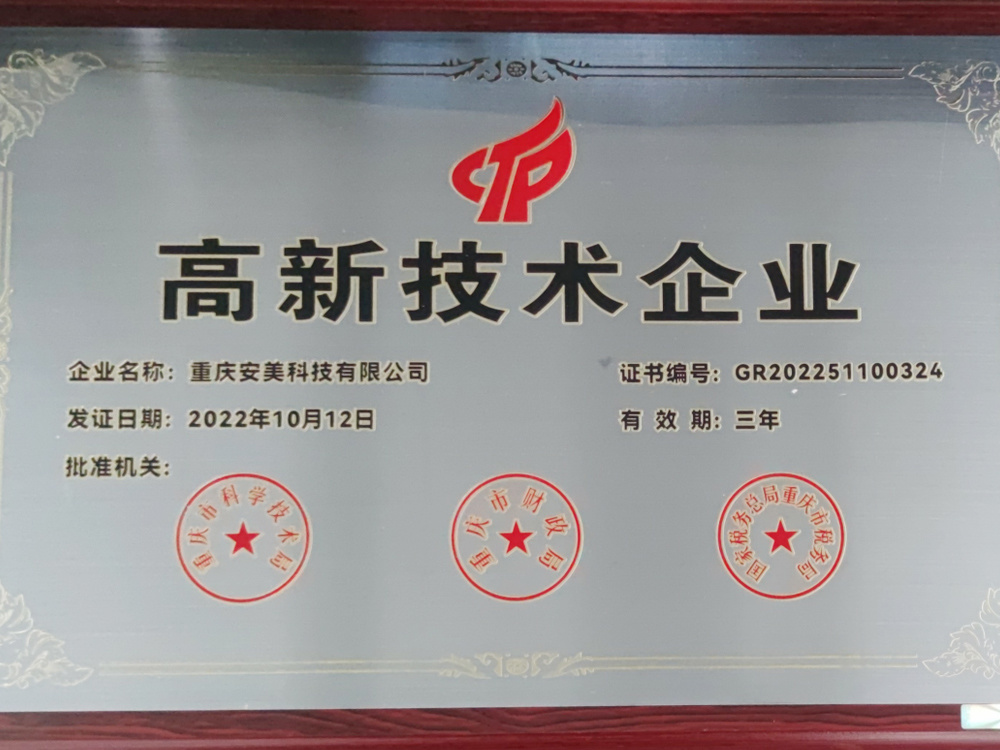 CTP
高新技术企业
企业名称：重庆安美科技有限公司
证书编号：GR202251100324
发证日期：2022年10月12日
有 效 期：三年
批准机关：
重庆市科学技术局
重庆市财政局
国家税务总局重庆市税务局